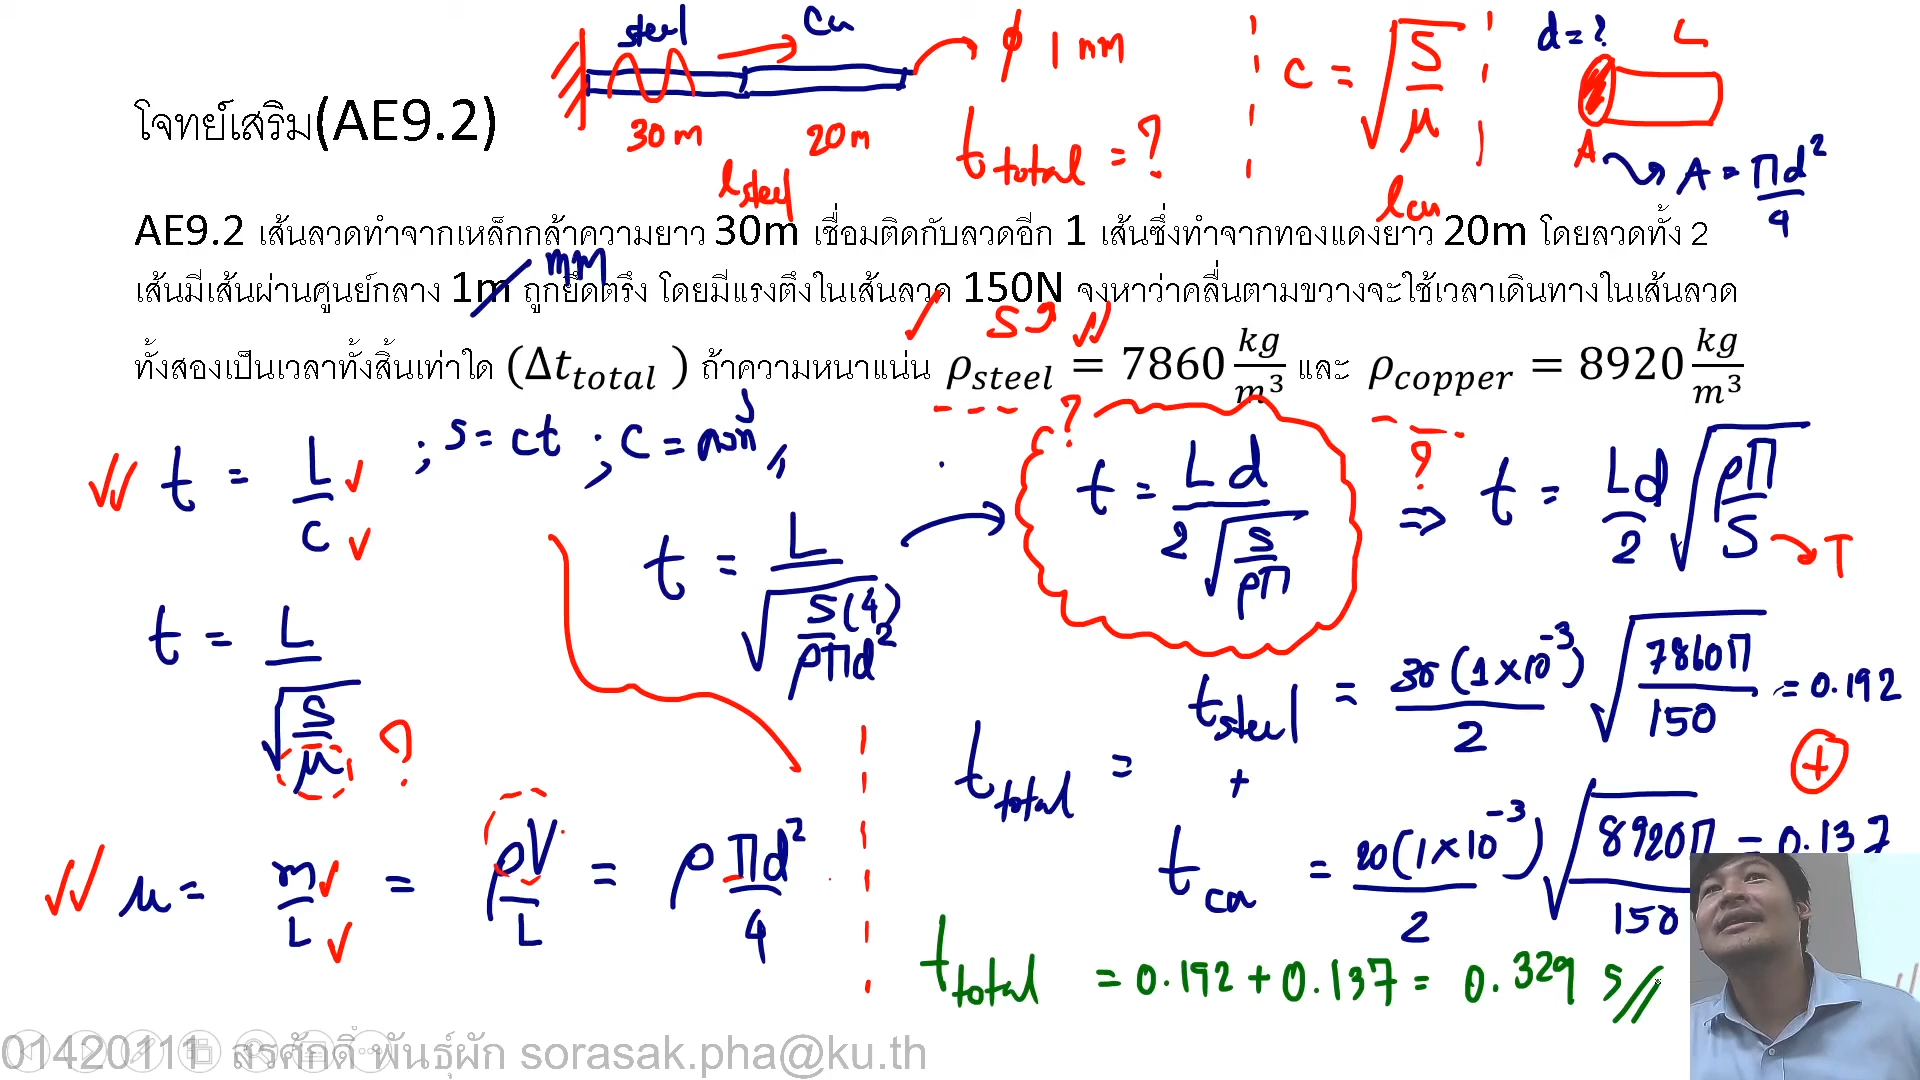 steel
Cu
φ 1 mm
30 m
20 m
t total = ?
C = √(S/μ)
d = ?
L
A
A = πd²/4
โจทย์เสริม(AE9.2)
l steel
l cu
AE9.2 เส้นลวดทำจากเหล็กกล้าความยาว 30m เชื่อมติดกับลวดอีก 1 เส้นซึ่งทำจากทองแดงยาว 20m โดยลวดทั้ง 2
mm
เส้นมีเส้นผ่านศูนย์กลาง 1m ถูกยึดตรึง โดยมีแรงตึงในเส้นลวด 150N จงหาว่าคลื่นตามขวางจะใช้เวลาเดินทางในเส้นลวด
S
ทั้งสองเป็นเวลาทั้งสิ้นเท่าใด (Δt_total ) ถ้าความหนาแน่น ρ_steel = 7860 kg/m³ และ ρ_copper = 8920 kg/m³
t = L/C ; s = ct ; c =
t = L/√(S/μ) ?
μ = m/L = ρV/L = ρ πd²/4
t = L/√(S(4)/ρπd²)
?
t = Ld/(2√(S/ρπ))
?
⇒ t = Ld/2 √(ρπ/S)
T
t total = t steel = 30(1×10⁻³)/2 √(7860π/150) = 0.192
+
+
t cu = 20(1×10⁻³)/2 √(8920π/150) = 0.137
t total = 0.192 + 0.137 = 0.329 s
01420111 สรศักดิ์ พันธุ์ผัก sorasak.pha@ku.th